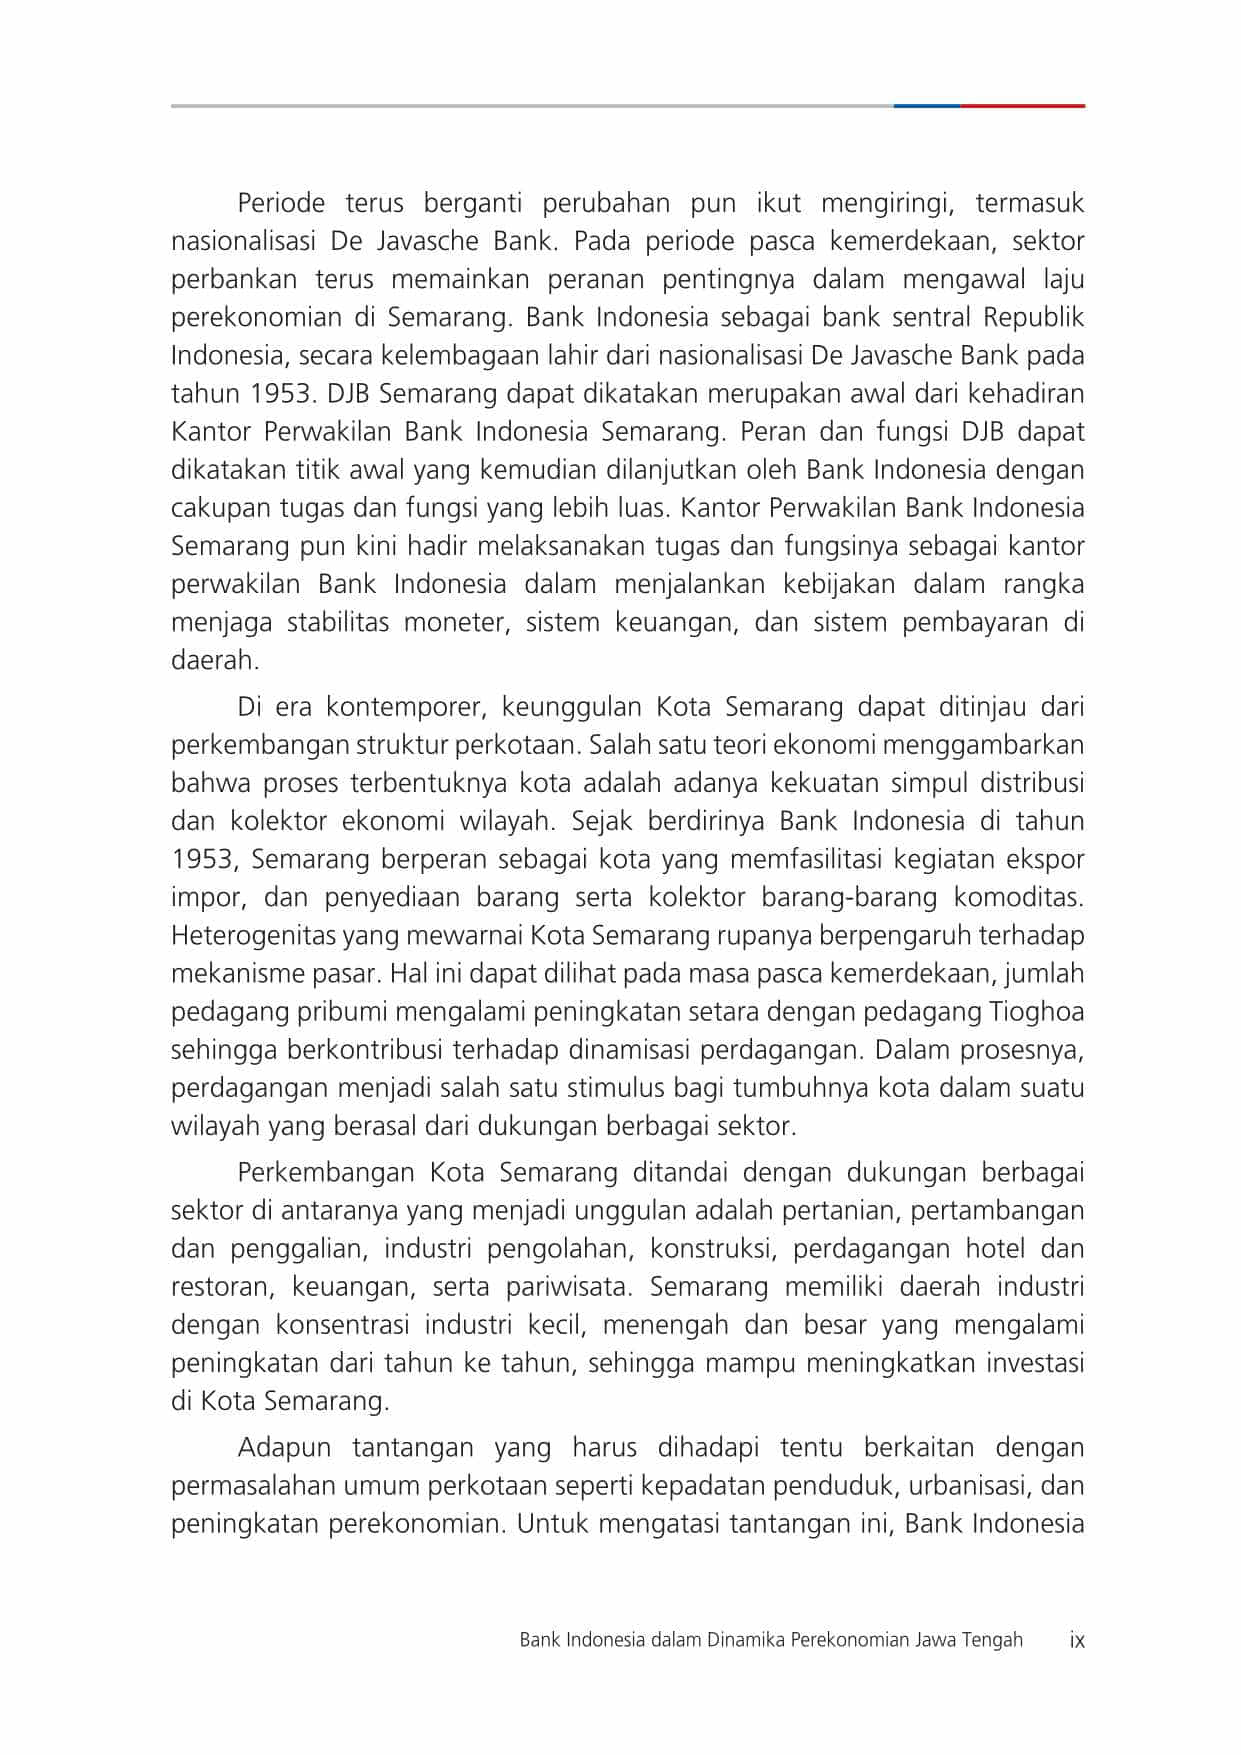 Periode terus berganti perubahan pun ikut mengiringi, termasuk
nasionalisasi De Javasche Bank. Pada periode pasca kemerdekaan, sektor
perbankan terus memainkan peranan pentingnya dalam mengawal laju
perekonomian di Semarang. Bank Indonesia sebagai bank sentral Republik
Indonesia, secara kelembagaan lahir dari nasionalisasi De Javasche Bank pada
tahun 1953. DJB Semarang dapat dikatakan merupakan awal dari kehadiran
Kantor Perwakilan Bank Indonesia Semarang. Peran dan fungsi DJB dapat
dikatakan titik awal yang kemudian dilanjutkan oleh Bank Indonesia dengan
cakupan tugas dan fungsi yang lebih luas. Kantor Perwakilan Bank Indonesia
Semarang pun kini hadir melaksanakan tugas dan fungsinya sebagai kantor
perwakilan Bank Indonesia dalam menjalankan kebijakan dalam rangka
menjaga stabilitas moneter, sistem keuangan, dan sistem pembayaran di
daerah.
Di era kontemporer, keunggulan Kota Semarang dapat ditinjau dari
perkembangan struktur perkotaan. Salah satu teori ekonomi menggambarkan
bahwa proses terbentuknya kota adalah adanya kekuatan simpul distribusi
dan kolektor ekonomi wilayah. Sejak berdirinya Bank Indonesia di tahun
1953, Semarang berperan sebagai kota yang memfasilitasi kegiatan ekspor
impor, dan penyediaan barang serta kolektor barang-barang komoditas.
Heterogenitas yang mewarnai Kota Semarang rupanya berpengaruh terhadap
mekanisme pasar. Hal ini dapat dilihat pada masa pasca kemerdekaan, jumlah
pedagang pribumi mengalami peningkatan setara dengan pedagang Tioghoa
sehingga berkontribusi terhadap dinamisasi perdagangan. Dalam prosesnya,
perdagangan menjadi salah satu stimulus bagi tumbuhnya kota dalam suatu
wilayah yang berasal dari dukungan berbagai sektor.
Perkembangan Kota Semarang ditandai dengan dukungan berbagai
sektor di antaranya yang menjadi unggulan adalah pertanian, pertambangan
dan penggalian, industri pengolahan, konstruksi, perdagangan hotel dan
restoran, keuangan, serta pariwisata. Semarang memiliki daerah industri
dengan konsentrasi industri kecil, menengah dan besar yang mengalami
peningkatan dari tahun ke tahun, sehingga mampu meningkatkan investasi
di Kota Semarang.
Adapun tantangan yang harus dihadapi tentu berkaitan dengan
permasalahan umum perkotaan seperti kepadatan penduduk, urbanisasi, dan
peningkatan perekonomian. Untuk mengatasi tantangan ini, Bank Indonesia
Bank Indonesia dalam Dinamika Perekonomian Jawa Tengah ix